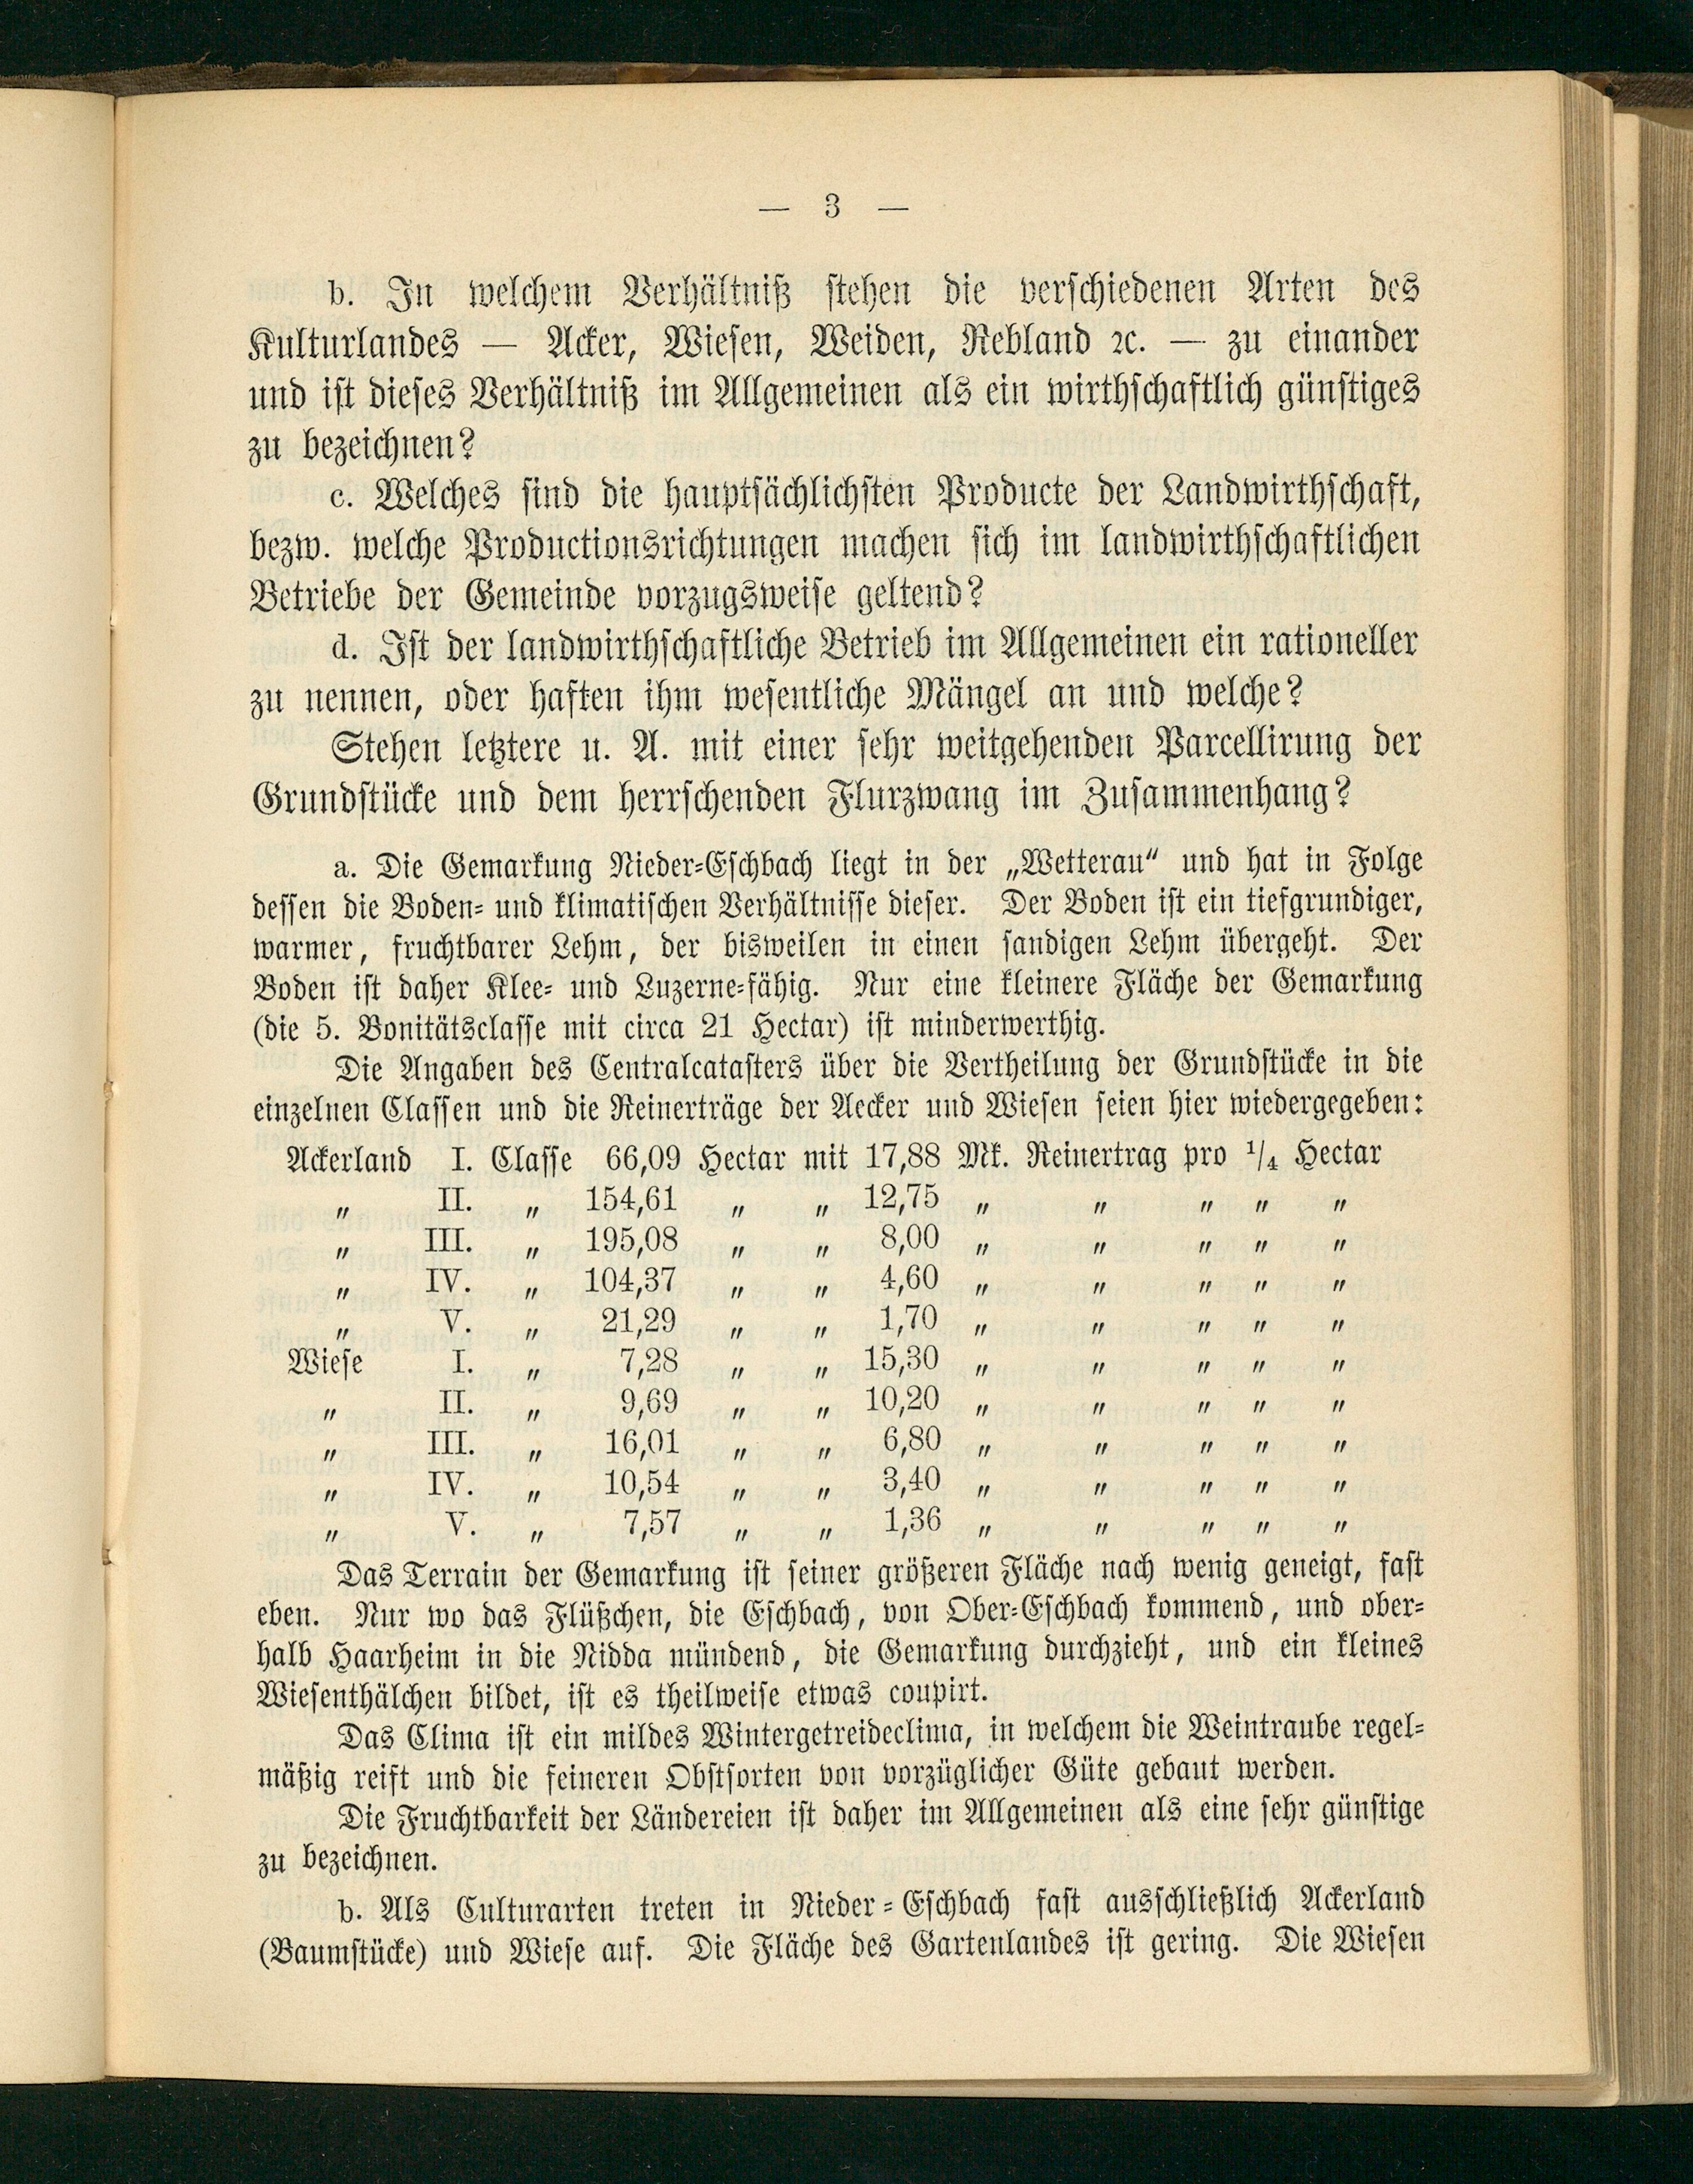 — 3 —
b. In welchem Verhältniß stehen die verschiedenen Arten des
Kulturlandes — Acker, Wiesen, Weiden, Rebland ꝛc. — zu einander
und ist dieses Verhältniß im Allgemeinen als ein wirthschaftlich günstiges
zu bezeichnen?
c. Welches sind die hauptsächlichsten Producte der Landwirthschaft,
bezw. welche Productionsrichtungen machen sich im landwirthschaftlichen
Betriebe der Gemeinde vorzugsweise geltend?
d. Ist der landwirthschaftliche Betrieb im Allgemeinen ein rationeller
zu nennen, oder haften ihm wesentliche Mängel an und welche?
Stehen letztere u. A. mit einer sehr weitgehenden Parcellirung der
Grundstücke und dem herrschenden Flurzwang im Zusammenhang?
a. Die Gemarkung Nieder-Eschbach liegt in der „Wetterau“ und hat in Folge
dessen die Boden- und klimatischen Verhältnisse dieser. Der Boden ist ein tiefgrundiger,
warmer, fruchtbarer Lehm, der bisweilen in einen sandigen Lehm übergeht. Der
Boden ist daher Klee- und Luzerne-fähig. Nur eine kleinere Fläche der Gemarkung
(die 5. Bonitätsclasse mit circa 21 Hectar) ist minderwerthig.
Die Angaben des Centralcatasters über die Vertheilung der Grundstücke in die
einzelnen Classen und die Reinerträge der Aecker und Wiesen seien hier wiedergegeben:
Ackerland I. Classe 66,09 Hectar mit 17,88 Mk. Reinertrag pro 1/4 Hectar
„ II. „ 154,61 „ „ 12,75 „ „ „ „ „
„ III. „ 195,08 „ „ 8,00 „ „ „ „ „
„ IV. „ 104,37 „ „ 4,60 „ „ „ „ „
„ V. „ 21,29 „ „ 1,70 „ „ „ „ „
Wiese I. „ 7,28 „ „ 15,30 „ „ „ „ „
„ II. „ 9,69 „ „ 10,20 „ „ „ „ „
„ III. „ 16,01 „ „ 6,80 „ „ „ „ „
„ IV. „ 10,54 „ „ 3,40 „ „ „ „ „
„ V. „ 7,57 „ „ 1,36 „ „ „ „ „
Das Terrain der Gemarkung ist seiner größeren Fläche nach wenig geneigt, fast
eben. Nur wo das Flüßchen, die Eschbach, von Ober-Eschbach kommend, und ober-
halb Haarheim in die Nidda mündend, die Gemarkung durchzieht, und ein kleines
Wiesenthälchen bildet, ist es theilweise etwas coupirt.
Das Clima ist ein mildes Wintergetreideclima, in welchem die Weintraube regel-
mäßig reift und die feineren Obstsorten von vorzüglicher Güte gebaut werden.
Die Fruchtbarkeit der Ländereien ist daher im Allgemeinen als eine sehr günstige
zu bezeichnen.
b. Als Culturarten treten in Nieder-Eschbach fast ausschließlich Ackerland
(Baumstücke) und Wiese auf. Die Fläche des Gartenlandes ist gering. Die Wiesen